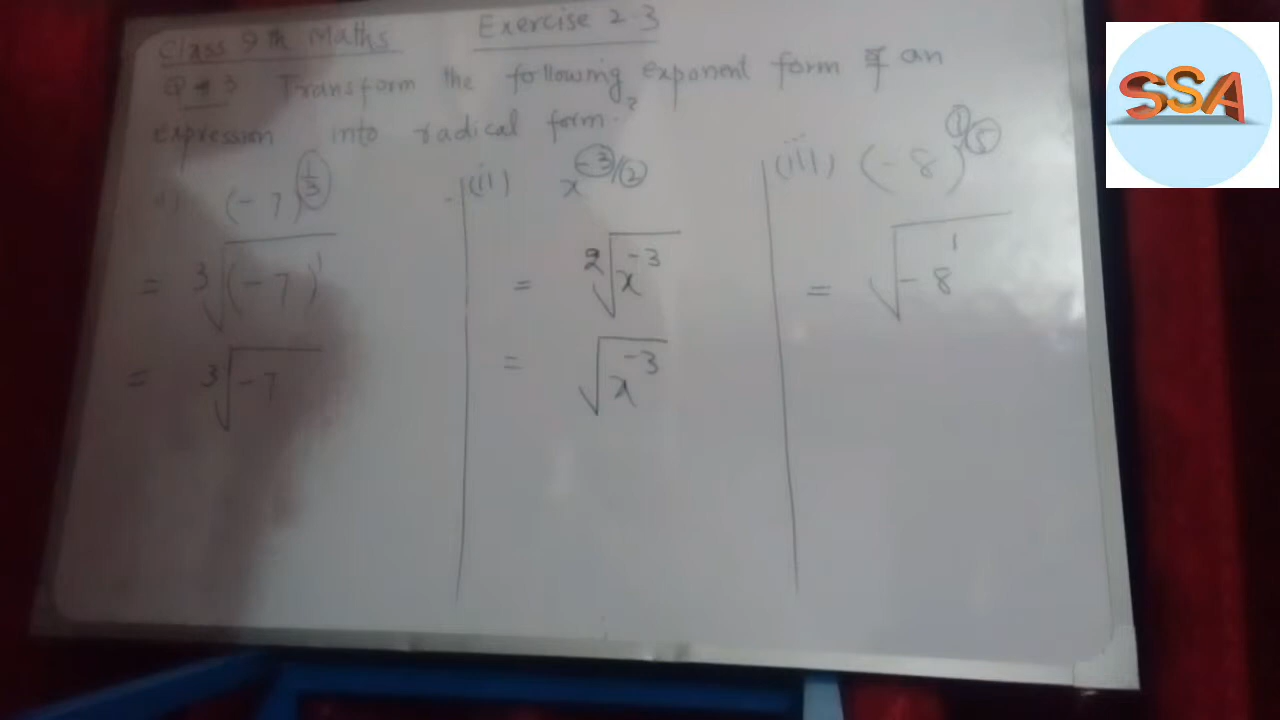 Class 9th Maths Exercise 2.3
Q # 3 Transform the following exponent form of an
expression into radical form.
(i) (-7)^{1/3}
= ³√(-7)¹
= ³√-7
(ii) x^{-3/2}
= ²√x⁻³
= √x⁻³
(iii) (-8)^{1/5}
= √-8¹
SSA